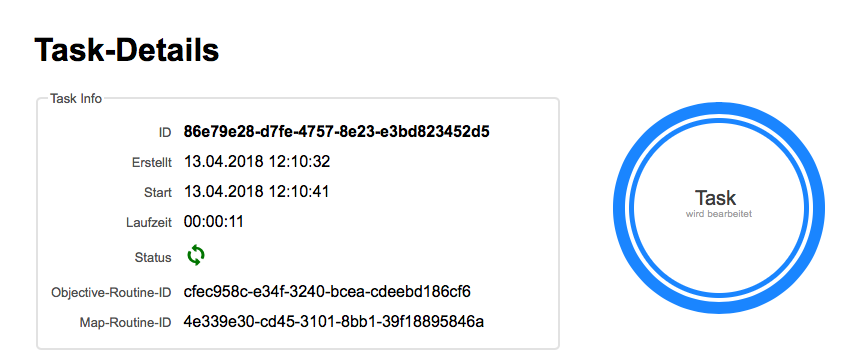 Task-Details
Task Info
ID 86e79e28-d7fe-4757-8e23-e3bd823452d5
Erstellt 13.04.2018 12:10:32
Start 13.04.2018 12:10:41
Laufzeit 00:00:11
Status
Objective-Routine-ID cfec958c-e34f-3240-bcea-cdeebd186cf6
Map-Routine-ID 4e339e30-cd45-3101-8bb1-39f18895846a
Task
wird bearbeitet